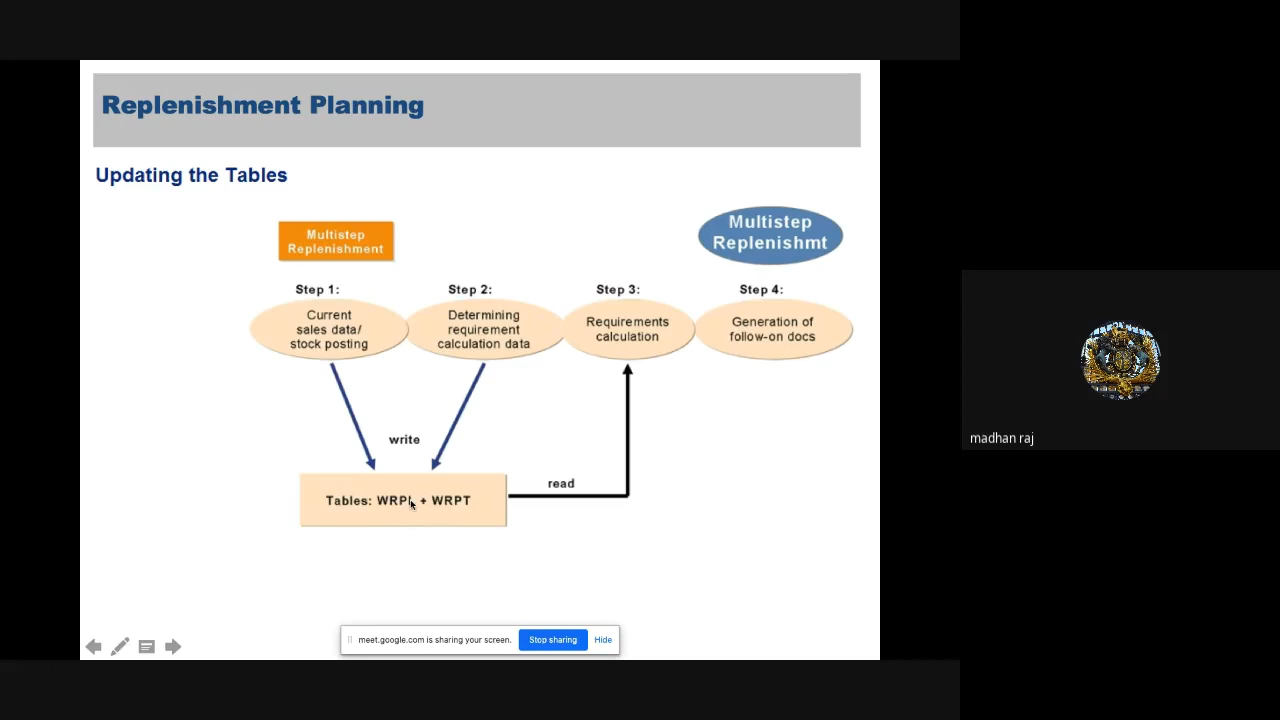 Replenishment Planning
Updating the Tables
Multistep
Replenishment
Multistep
Replenishmt
Step 1:
Step 2:
Step 3:
Step 4:
Current
sales data/
stock posting
Determining
requirement
calculation data
Requirements
calculation
Generation of
follow-on docs
write
read
Tables: WRPL + WRPT
madhan raj
meet.google.com is sharing your screen.
Stop sharing
Hide